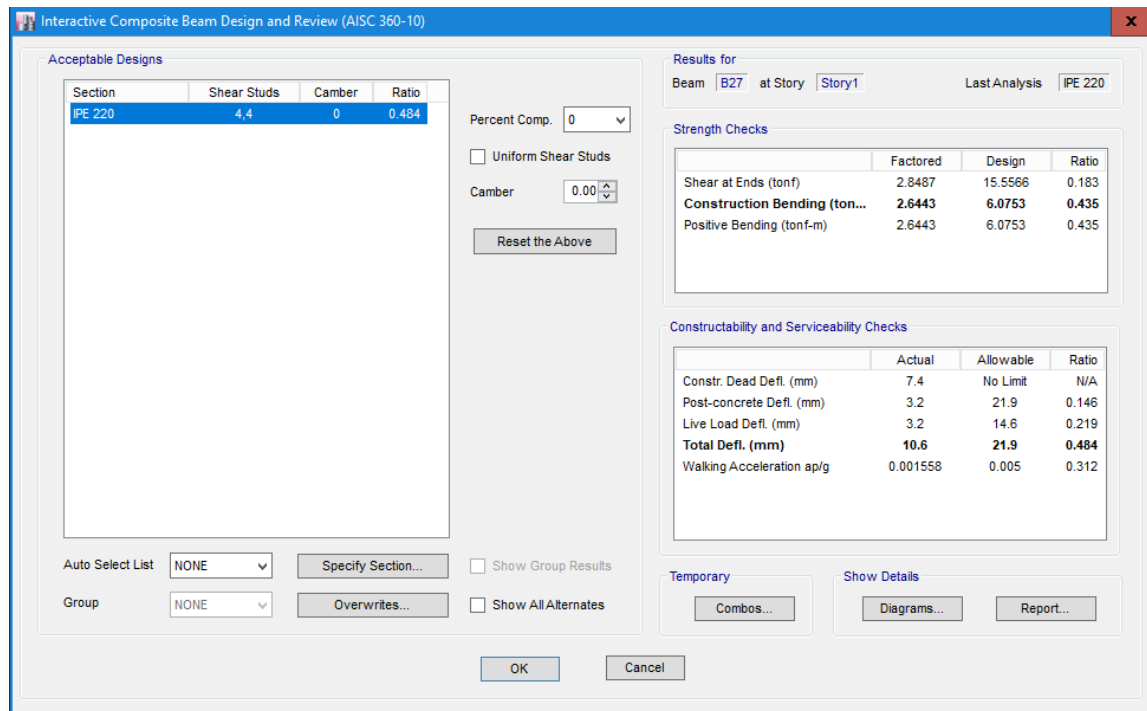 Interactive Composite Beam Design and Review (AISC 360-10)
x
Acceptable Designs
Section Shear Studs Camber Ratio
IPE 220 4,4 0 0.484
Percent Comp. 0
Uniform Shear Studs
Camber 0.00
Reset the Above
Auto Select List NONE Specify Section... Show Group Results
Group NONE Overwrites... Show All Alternates
Results for
Beam B27 at Story Story1 Last Analysis IPE 220
Strength Checks
Factored Design Ratio
Shear at Ends (tonf) 2.8487 15.5566 0.183
Construction Bending (ton... 2.6443 6.0753 0.435
Positive Bending (tonf-m) 2.6443 6.0753 0.435
Constructability and Serviceability Checks
Actual Allowable Ratio
Constr. Dead Defl. (mm) 7.4 No Limit N/A
Post-concrete Defl. (mm) 3.2 21.9 0.146
Live Load Defl. (mm) 3.2 14.6 0.219
Total Defl. (mm) 10.6 21.9 0.484
Walking Acceleration ap/g 0.001558 0.005 0.312
Temporary
Combos...
Show Details
Diagrams... Report...
OK Cancel